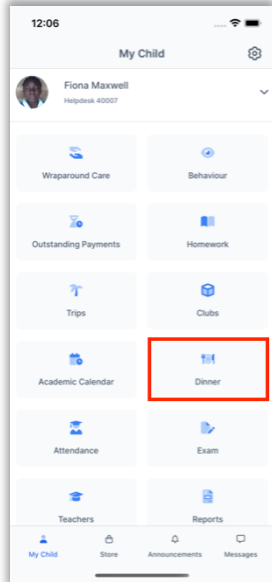 12:06
My Child
Fiona Maxwell
Helpdesk 40007
Wraparound Care
Behaviour
Outstanding Payments
Homework
Trips
Clubs
Academic Calendar
Dinner
Attendance
Exam
Teachers
Reports
My Child
Store
Announcements
Messages